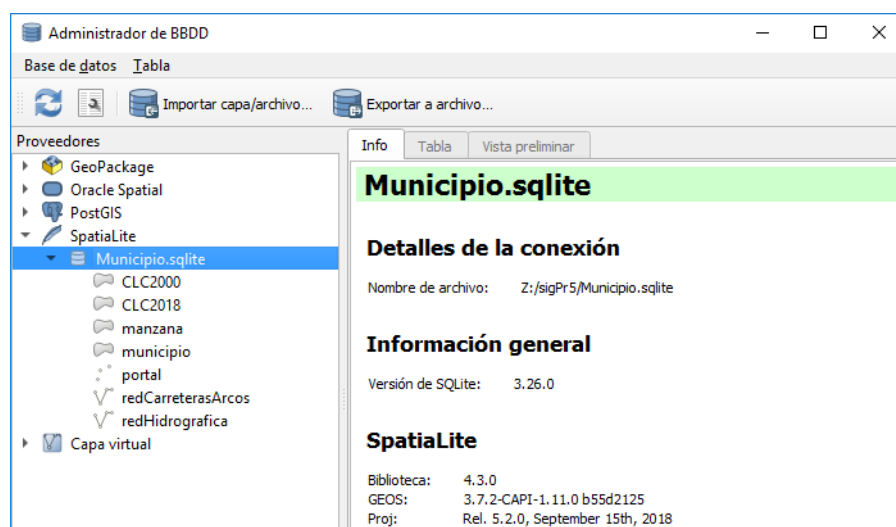 Administrador de BBDD
Base de datos Tabla
Importar capa/archivo... Exportar a archivo...
Proveedores
GeoPackage
Oracle Spatial
PostGIS
SpatiaLite
Municipio.sqlite
CLC2000
CLC2018
manzana
municipio
portal
redCarreterasArcos
redHidrografica
Capa virtual
Info Tabla Vista preliminar
Municipio.sqlite
Detalles de la conexión
Nombre de archivo: Z:/sigPr5/Municipio.sqlite
Información general
Versión de SQLite: 3.26.0
SpatiaLite
Biblioteca: 4.3.0
GEOS: 3.7.2-CAPI-1.11.0 b55d2125
Proj: Rel. 5.2.0, September 15th, 2018